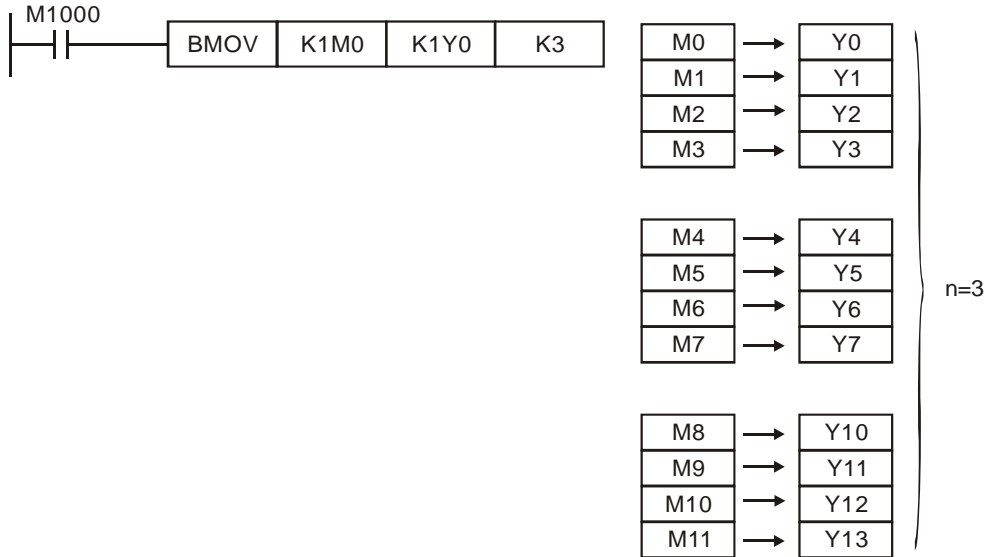 M1000
BMOV K1M0 K1Y0 K3
M0 Y0
M1 Y1
M2 Y2
M3 Y3
M4 Y4
M5 Y5
M6 Y6
M7 Y7
n=3
M8 Y10
M9 Y11
M10 Y12
M11 Y13